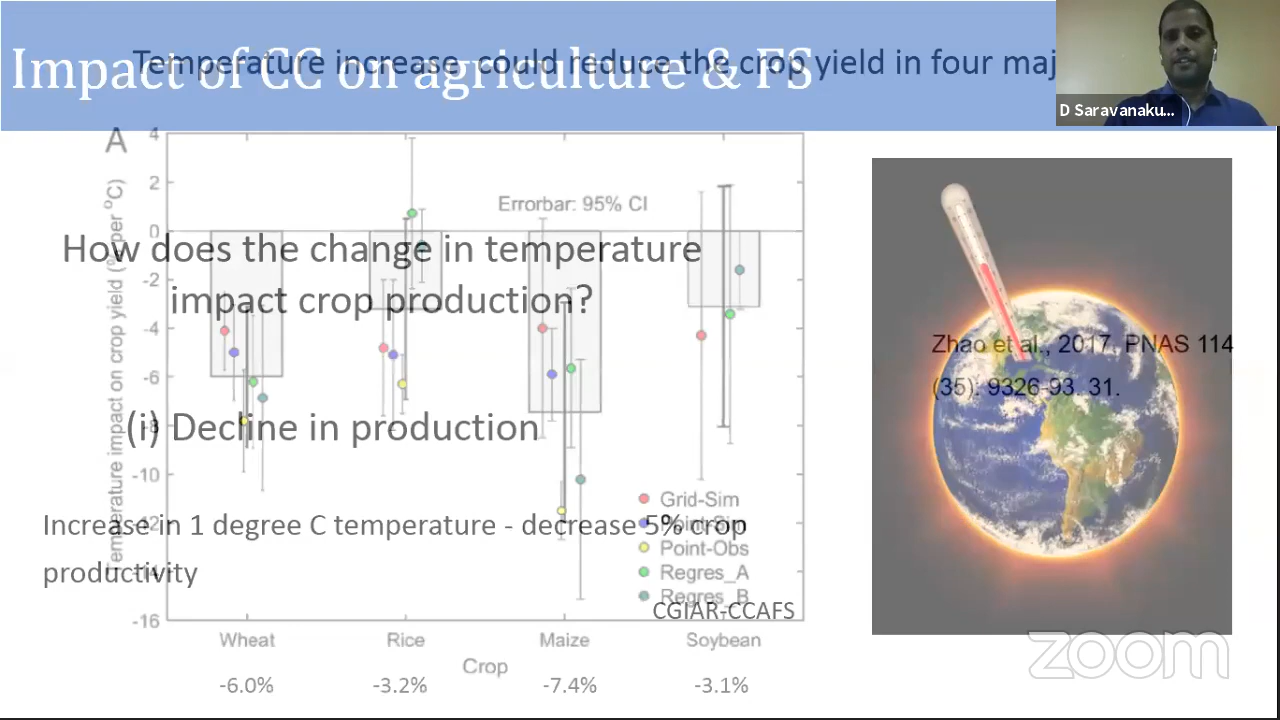 Impact of CC on agriculture & FS
Temperature increase could reduce the crop yield in four maj
D Saravanaku...
A
Temperature impact on crop yield (% per °C)
4
2
0
-2
-4
-6
-8
-10
-12
-14
-16
Errorbar: 95% CI
How does the change in temperature
impact crop production?
(i) Decline in production
Increase in 1 degree C temperature - decrease 5% crop
productivity
Grid-Sim
Point-Sim
Point-Obs
Regres_A
Regres_B
CGIAR-CCAFS
Wheat Rice Maize Soybean
Crop
-6.0% -3.2% -7.4% -3.1%
Zhao et al., 2017. PNAS 114
(35): 9326-93 31.
zoom